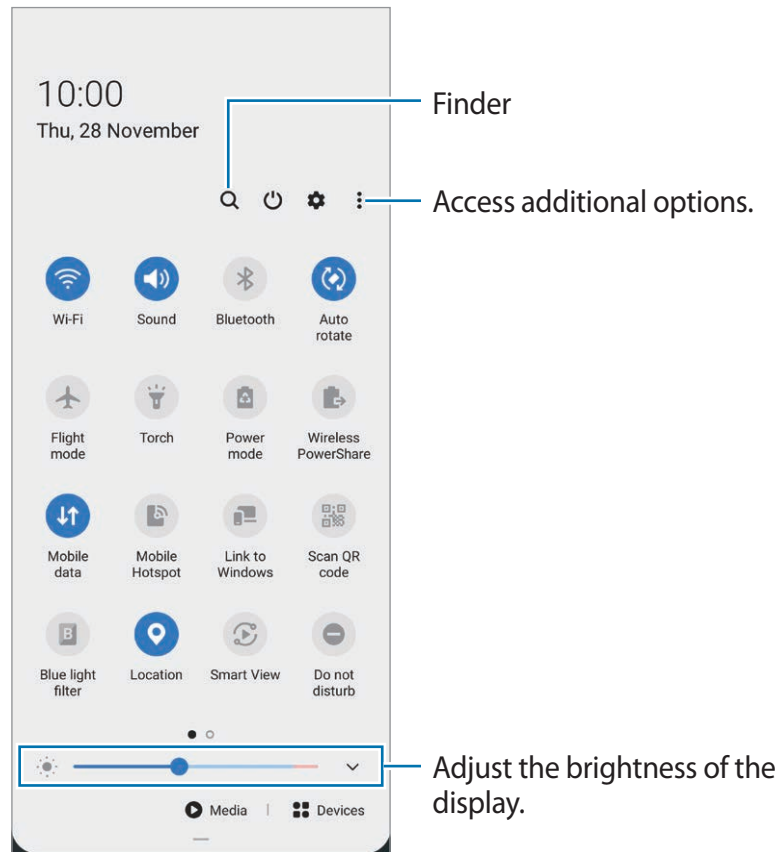 10:00
Thu, 28 November
Finder
Access additional options.
Wi-Fi
Sound
Bluetooth
Auto
rotate
Flight
mode
Torch
Power
mode
Wireless
PowerShare
Mobile
data
Mobile
Hotspot
Link to
Windows
Scan QR
code
B
Blue light
filter
Location
Smart View
Do not
disturb
Adjust the brightness of the
display.
Media
Devices